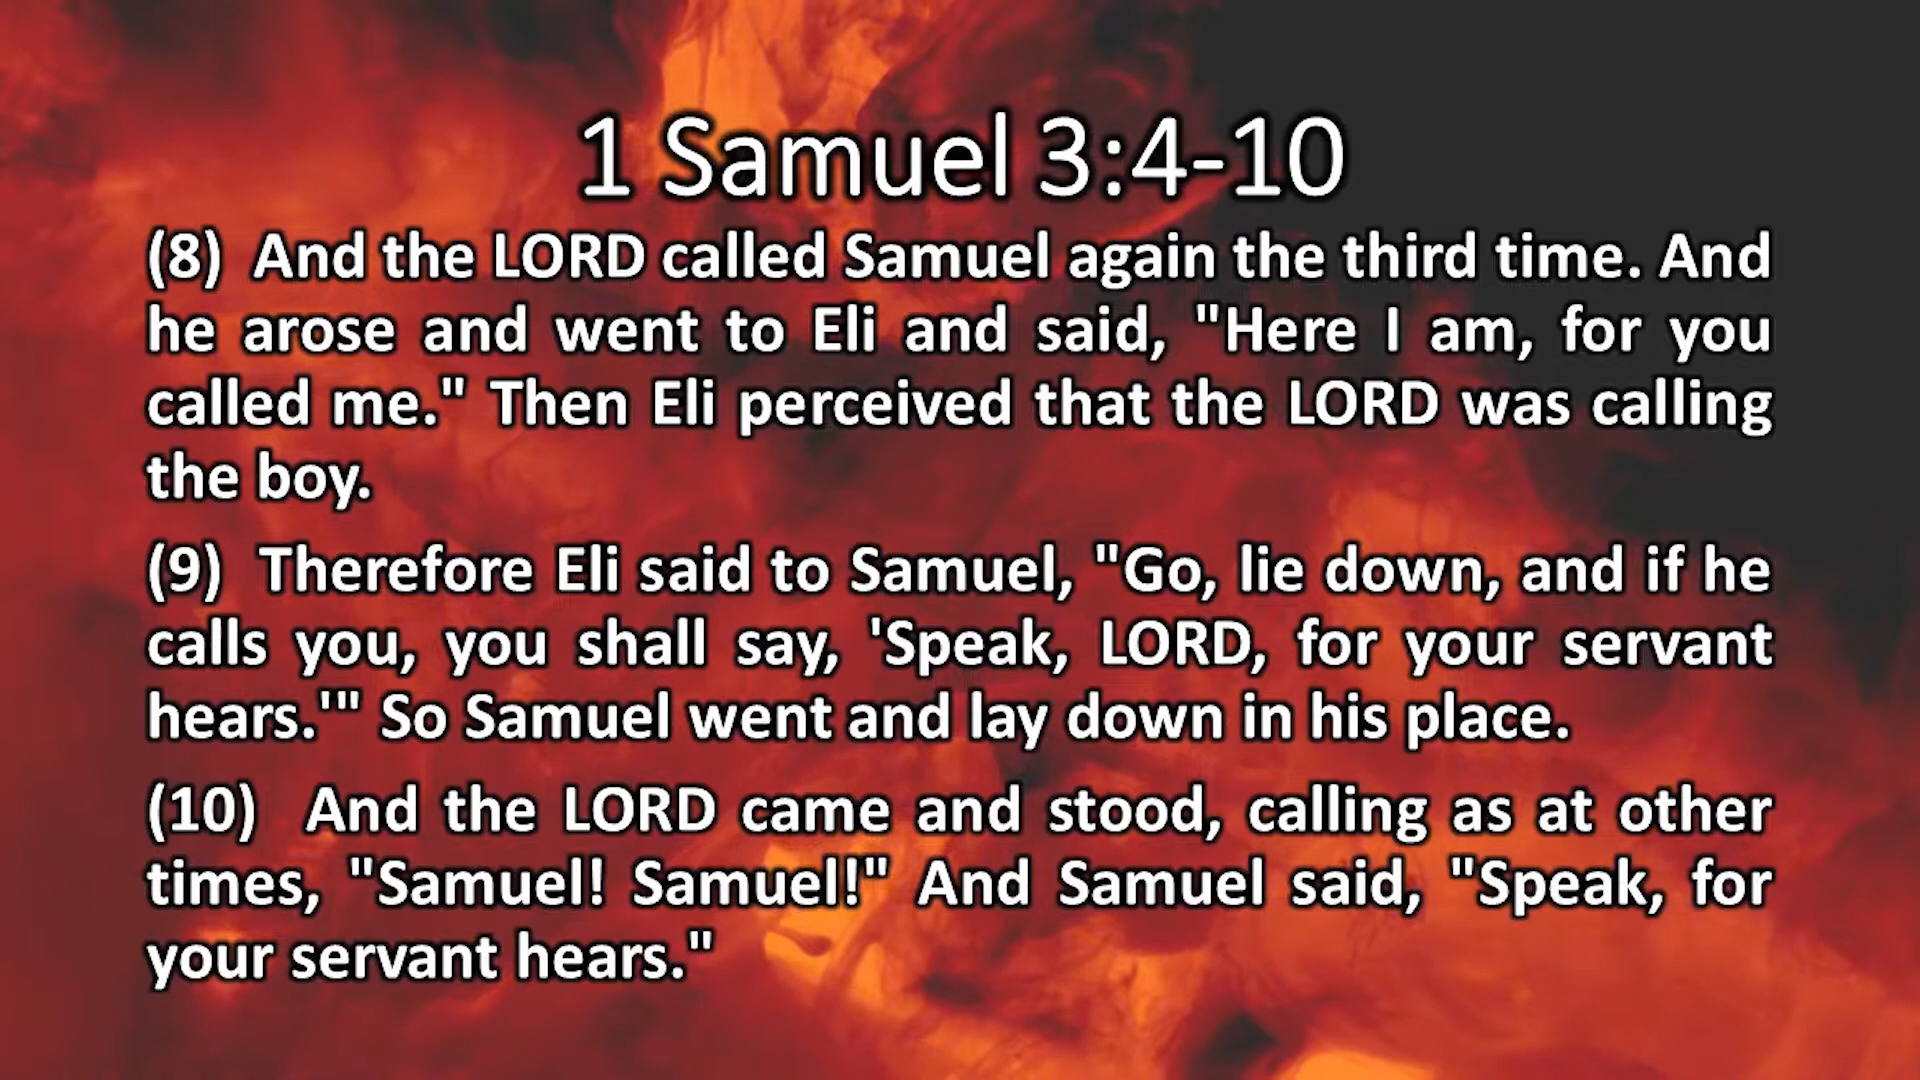 1 Samuel 3:4-10
(8)  And the LORD called Samuel again the third time. And
he arose and went to Eli and said, "Here I am, for you
called me." Then Eli perceived that the LORD was calling
the boy.
(9)  Therefore Eli said to Samuel, "Go, lie down, and if he
calls you, you shall say, 'Speak, LORD, for your servant
hears.'" So Samuel went and lay down in his place.
(10)  And the LORD came and stood, calling as at other
times, "Samuel! Samuel!" And Samuel said, "Speak, for
your servant hears."